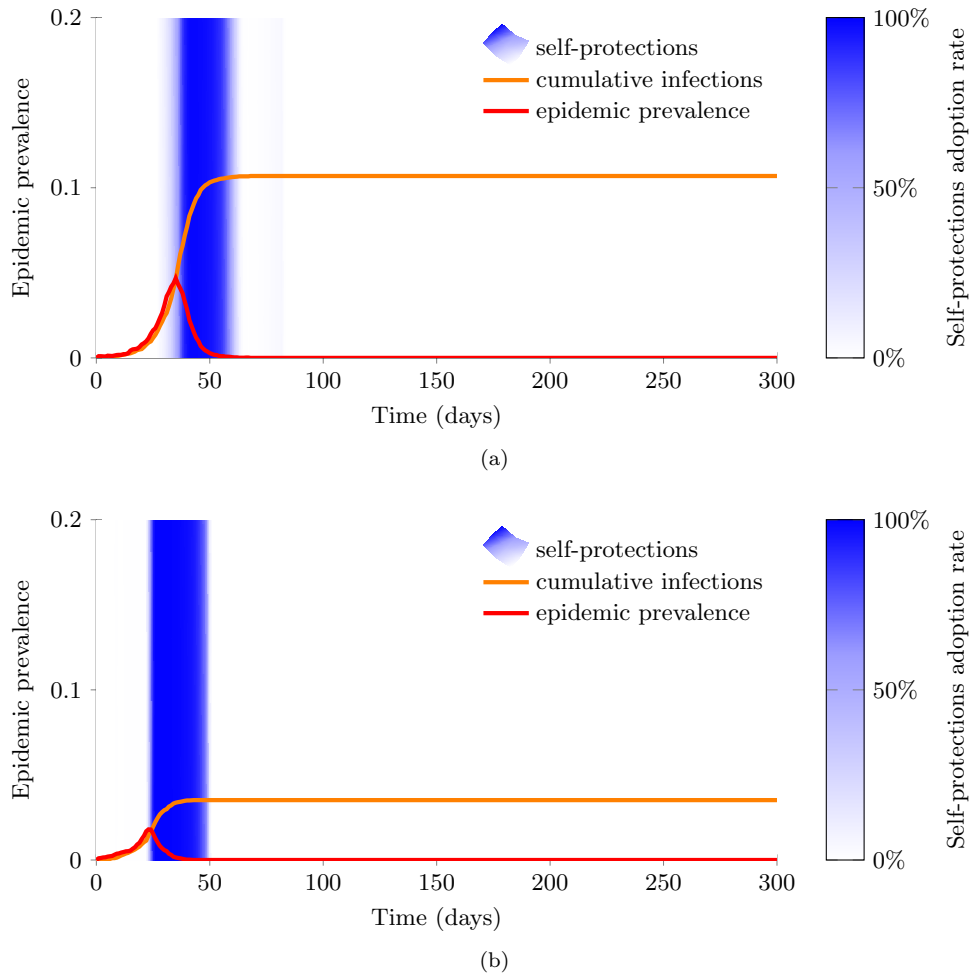 0.2
0.1
0
Epidemic prevalence
self-protections
cumulative infections
epidemic prevalence
0
50
100
150
200
250
300
Time (days)
100%
50%
0%
Self-protections adoption rate
(a)
0.2
0.1
0
Epidemic prevalence
self-protections
cumulative infections
epidemic prevalence
0
50
100
150
200
250
300
Time (days)
100%
50%
0%
Self-protections adoption rate
(b)